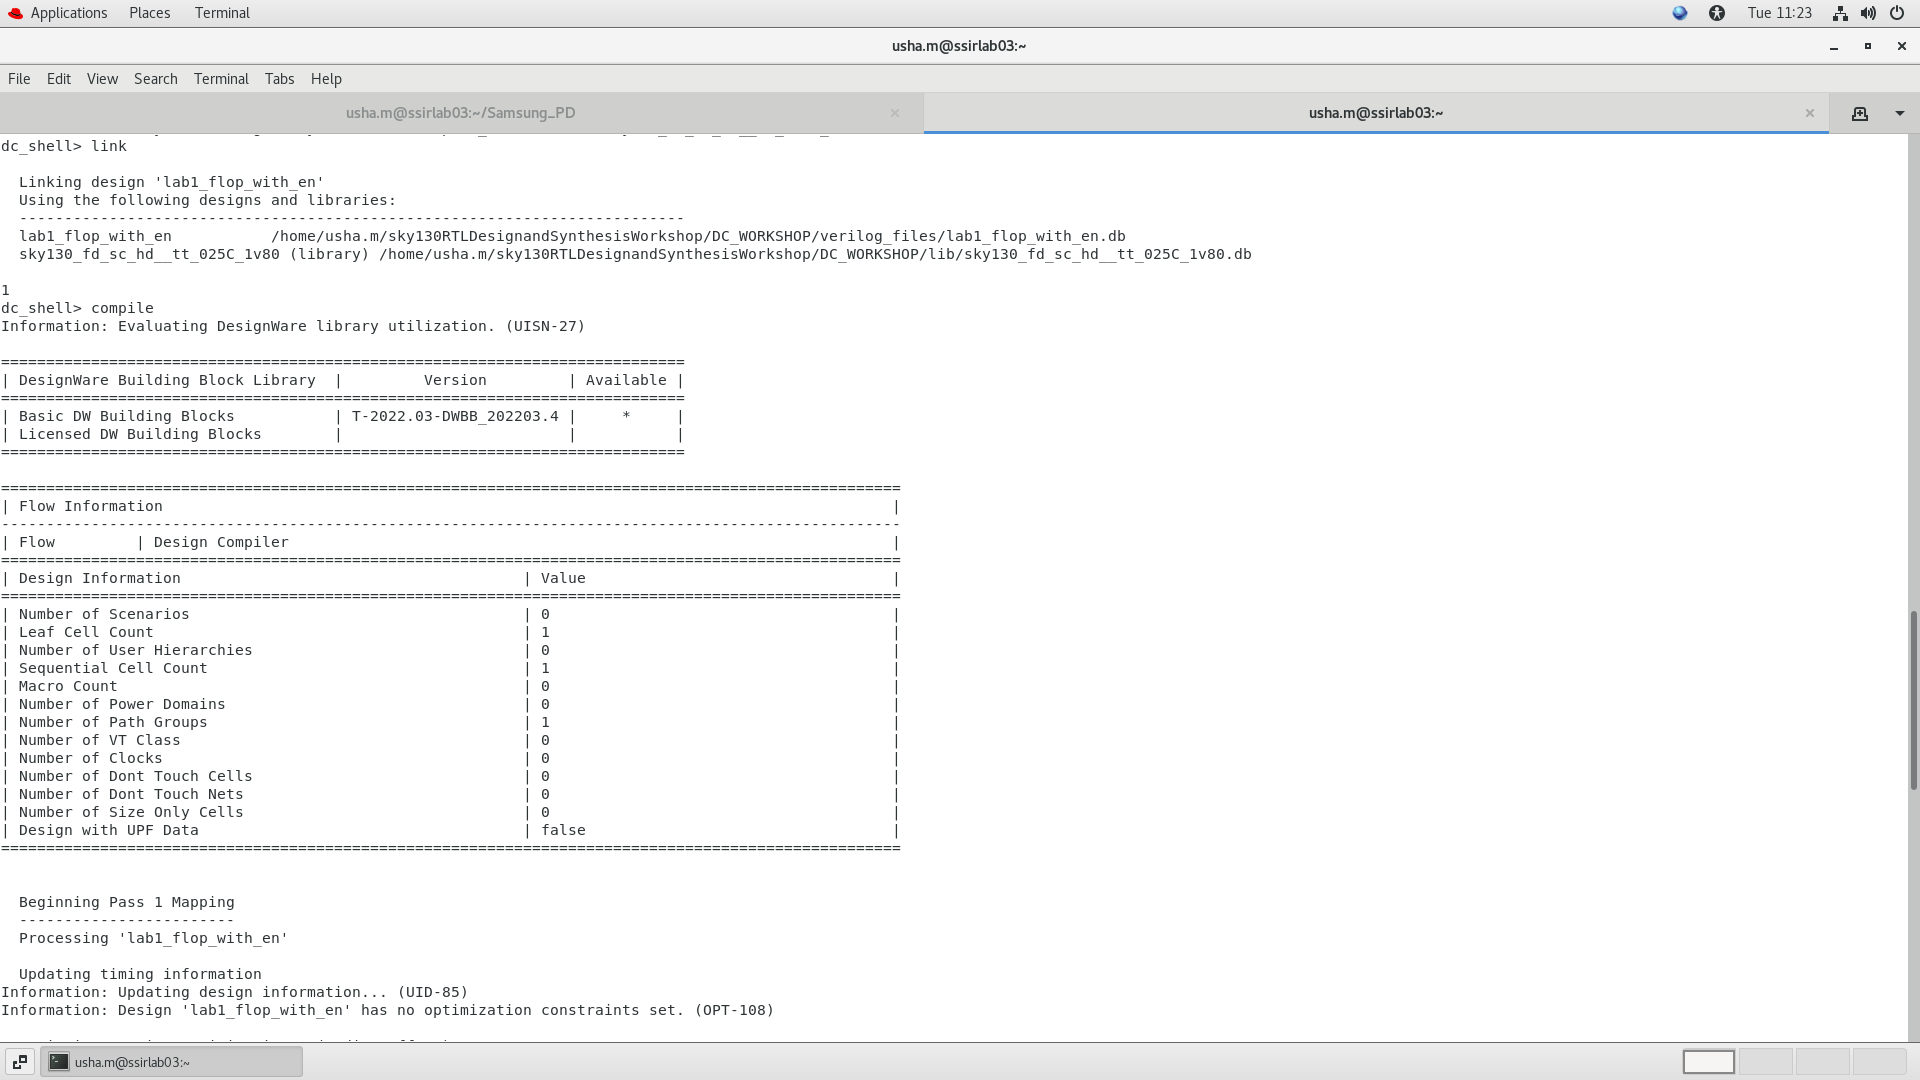 Applications Places Terminal Tue 11:23
usha.m@ssirlab03:~
File Edit View Search Terminal Tabs Help
usha.m@ssirlab03:~/Samsung_PD × usha.m@ssirlab03:~ ×
dc_shell> link
Linking design 'lab1_flop_with_en'
Using the following designs and libraries:
--------------------------------------------------------------------------
lab1_flop_with_en /home/usha.m/sky130RTLDesignandSynthesisWorkshop/DC_WORKSHOP/verilog_files/lab1_flop_with_en.db
sky130_fd_sc_hd__tt_025C_1v80 (library) /home/usha.m/sky130RTLDesignandSynthesisWorkshop/DC_WORKSHOP/lib/sky130_fd_sc_hd__tt_025C_1v80.db
1
dc_shell> compile
Information: Evaluating DesignWare library utilization. (UISN-27)
============================================================================
| DesignWare Building Block Library | Version | Available |
============================================================================
| Basic DW Building Blocks | T-2022.03-DWBB_202203.4 | * |
| Licensed DW Building Blocks | | |
============================================================================
====================================================================================================
| Flow Information |
----------------------------------------------------------------------------------------------------
| Flow | Design Compiler |
====================================================================================================
| Design Information | Value |
====================================================================================================
| Number of Scenarios | 0 |
| Leaf Cell Count | 1 |
| Number of User Hierarchies | 0 |
| Sequential Cell Count | 1 |
| Macro Count | 0 |
| Number of Power Domains | 0 |
| Number of Path Groups | 1 |
| Number of VT Class | 0 |
| Number of Clocks | 0 |
| Number of Dont Touch Cells | 0 |
| Number of Dont Touch Nets | 0 |
| Number of Size Only Cells | 0 |
| Design with UPF Data | false |
====================================================================================================
Beginning Pass 1 Mapping
------------------------
Processing 'lab1_flop_with_en'
Updating timing information
Information: Updating design information... (UID-85)
Information: Design 'lab1_flop_with_en' has no optimization constraints set. (OPT-108)
usha.m@ssirlab03:~